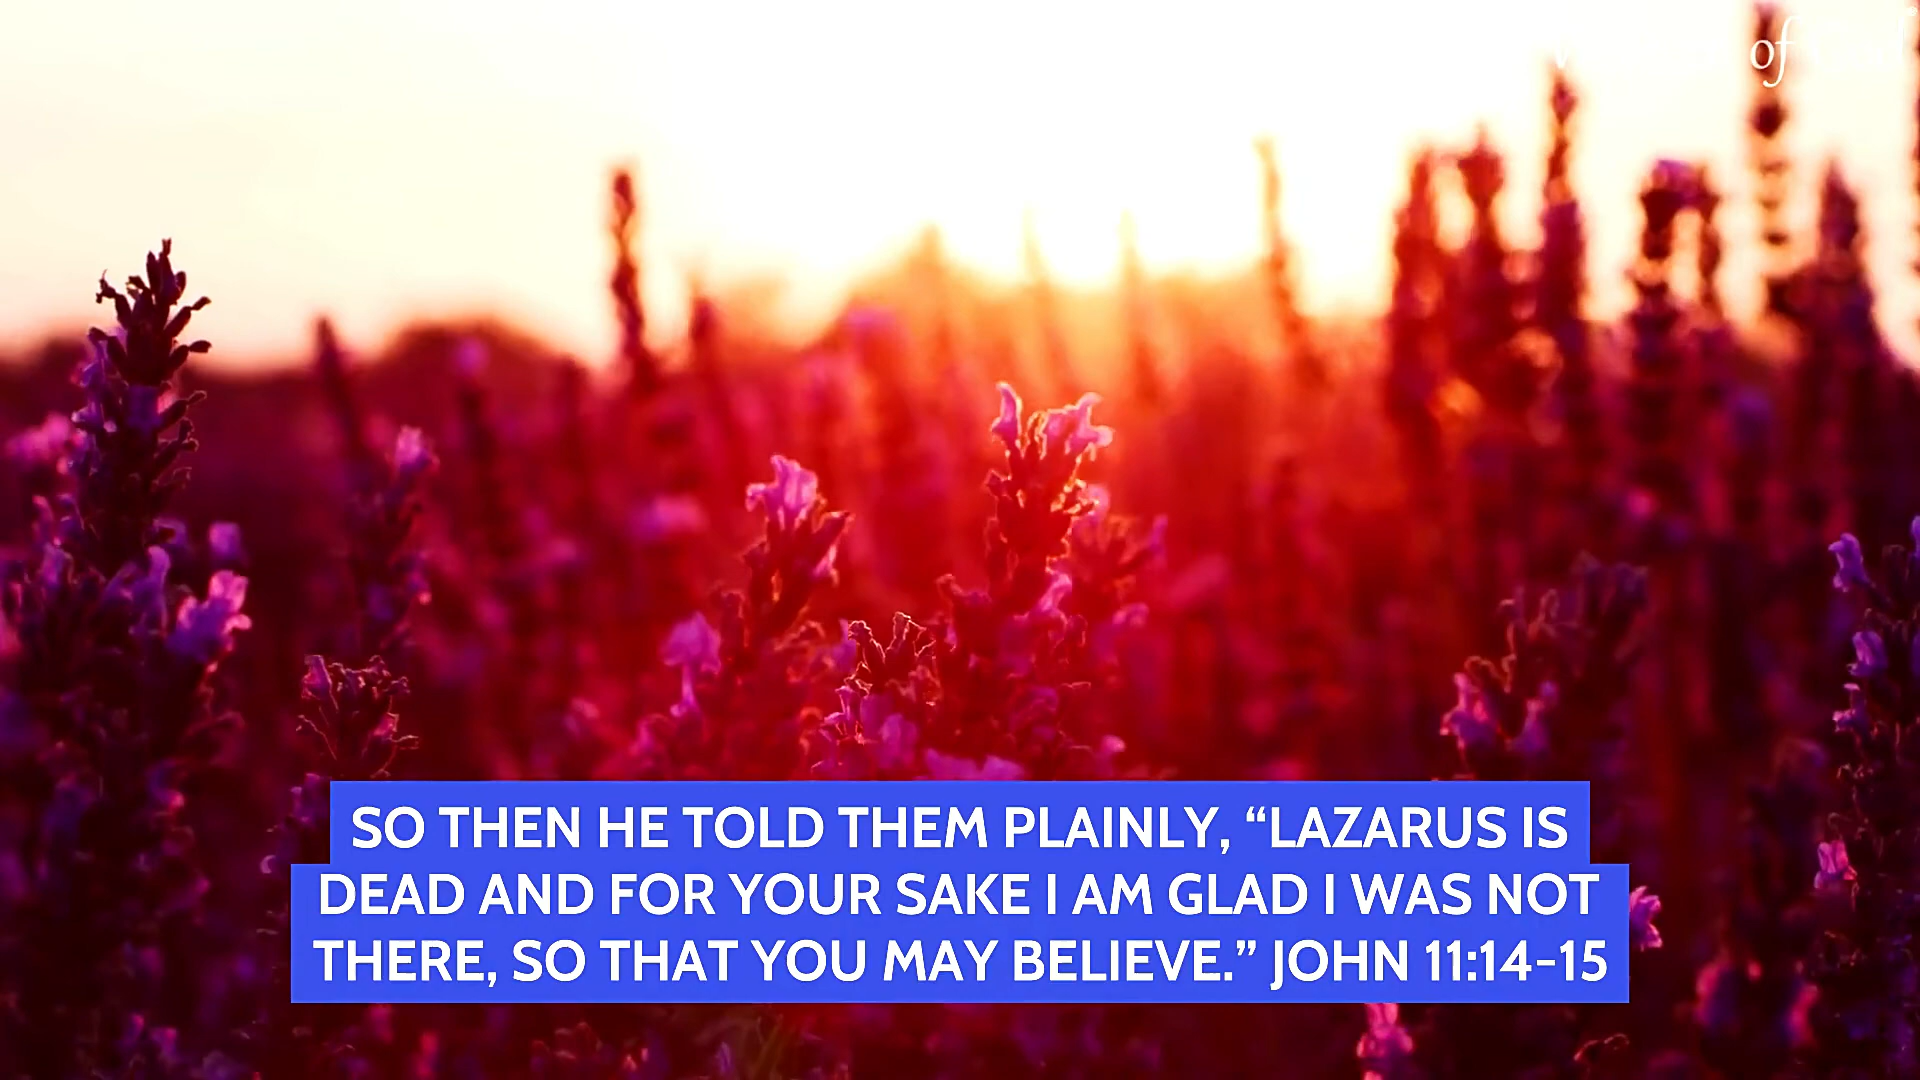 of
SO THEN HE TOLD THEM PLAINLY, “LAZARUS IS
DEAD AND FOR YOUR SAKE I AM GLAD I WAS NOT
THERE, SO THAT YOU MAY BELIEVE.” JOHN 11:14-15